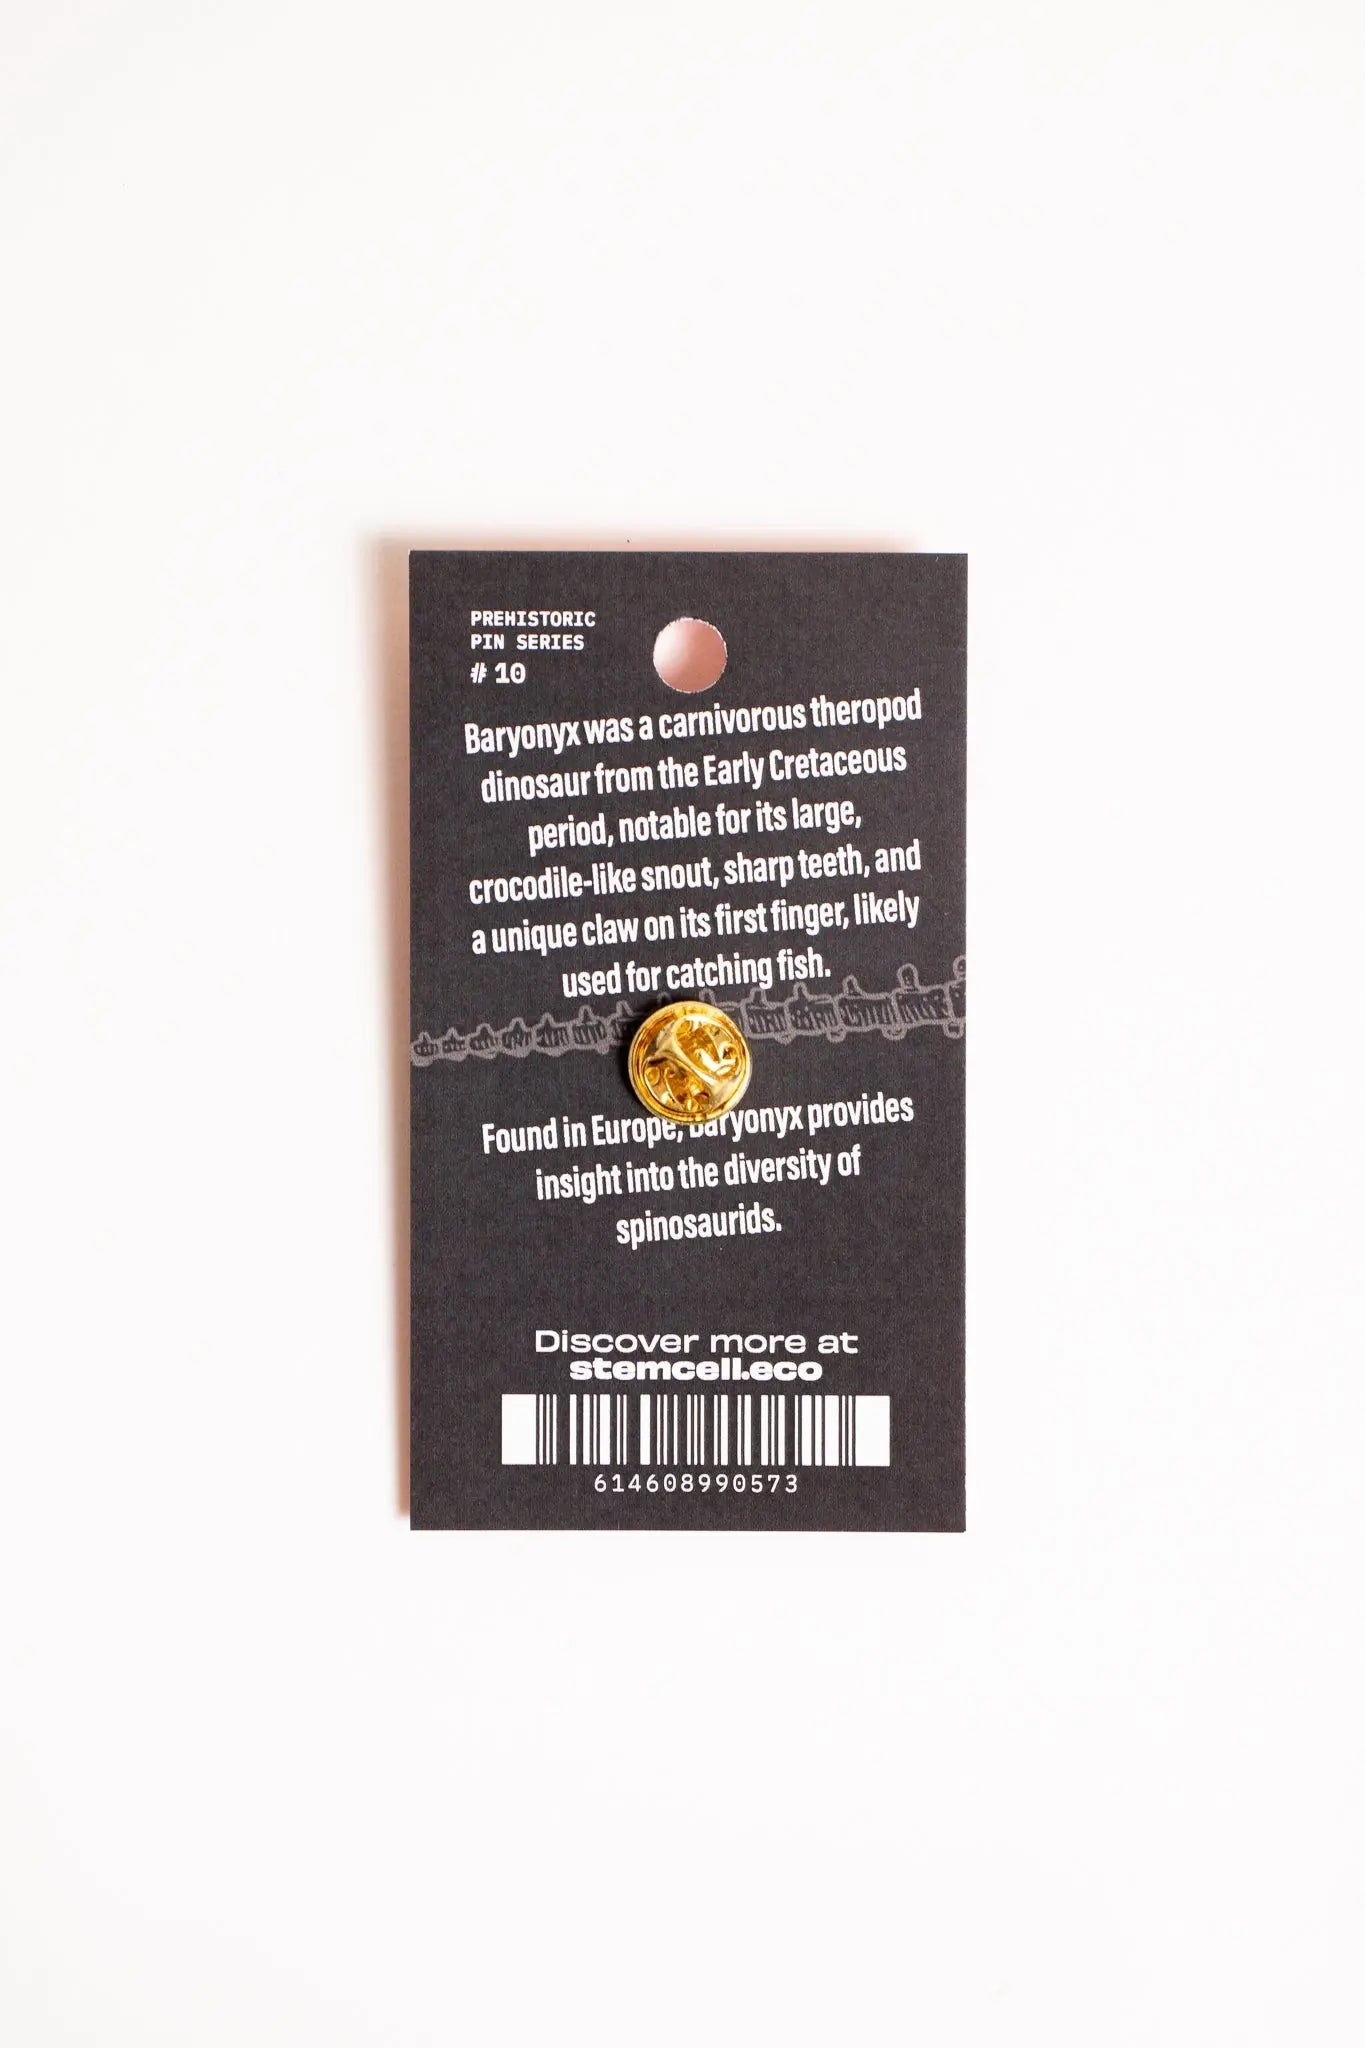 PREHISTORIC
PIN SERIES
# 10
Baryonyx was a carnivorous theropod
dinosaur from the Early Cretaceous
period, notable for its large,
crocodile-like snout, sharp teeth, and
a unique claw on its first finger, likely
used for catching fish.
Found in Europe, Baryonyx provides
insight into the diversity of
spinosaurids.
Discover more at
stemcell.eco
614608990573